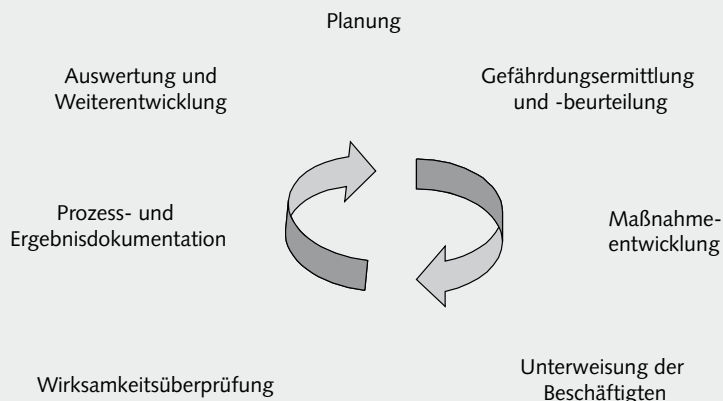 Planung
Auswertung und
Weiterentwicklung
Gefährdungsermittlung
und -beurteilung
Prozess- und
Ergebnisdokumentation
Maßnahme-
entwicklung
Wirksamkeitsüberprüfung
Unterweisung der
Beschäftigten